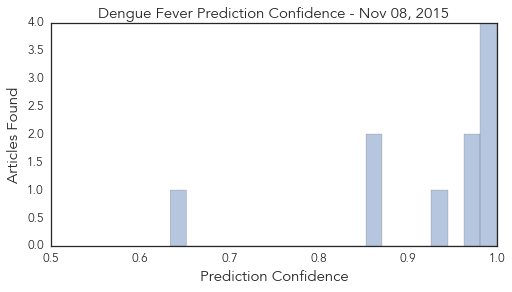 Dengue Fever Prediction Confidence - Nov 08, 2015
4.0
3.5
3.0
2.5
2.0
1.5
1.0
0.5
0.0
Articles Found
0.5 0.6 0.7 0.8 0.9 1.0
Prediction Confidence